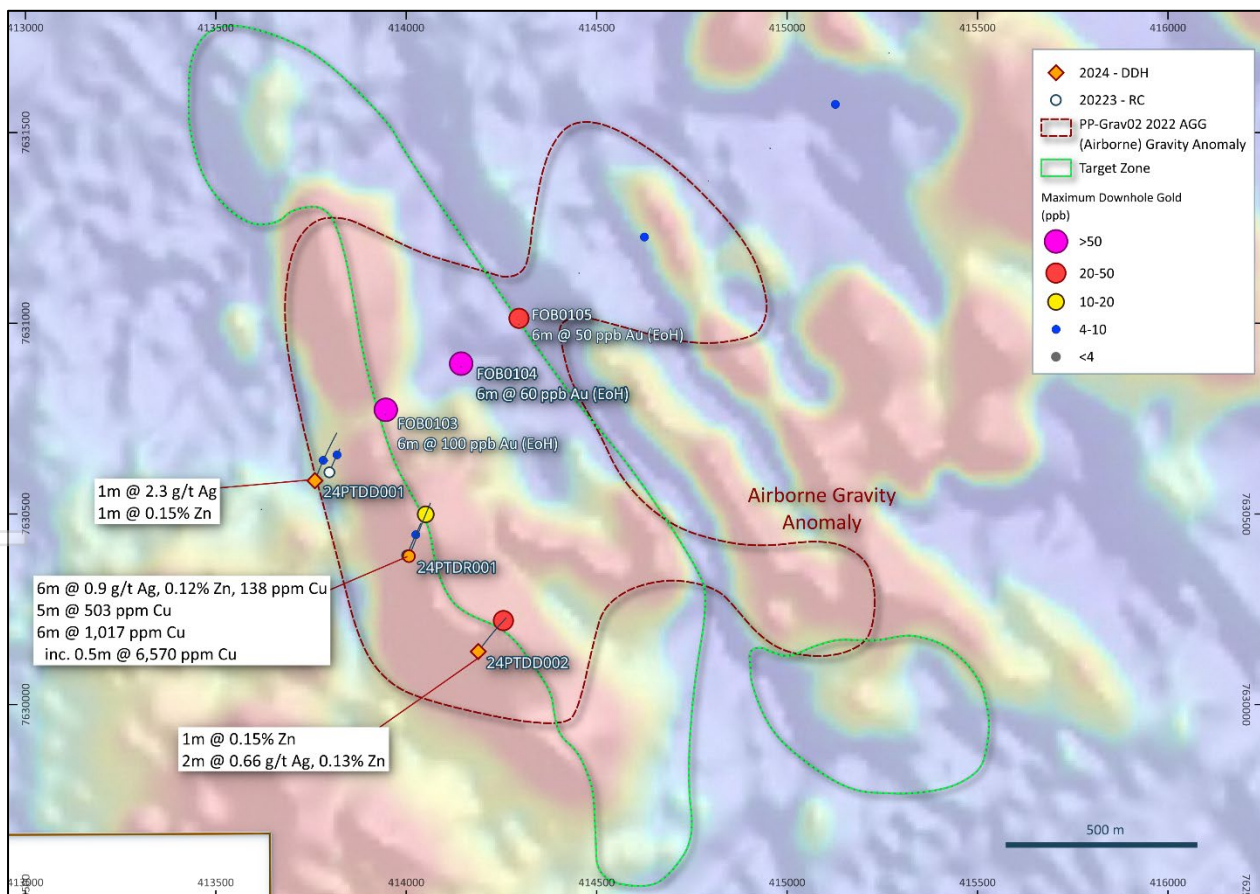 413000
413500
414000
414500
415000
415500
416000
7631500
7631000
7630500
7630000
2024 - DDH
20223 - RC
PP-Grav02 2022 AGG
(Airborne) Gravity Anomaly
Target Zone
Maximum Downhole Gold
(ppb)
>50
20-50
10-20
4-10
<4
FOB0105
6m @ 50 ppb Au (EoH)
FOB0104
6m @ 60 ppb Au (EoH)
FOB0103
6m @ 100 ppb Au (EoH)
24PTDD001
1m @ 2.3 g/t Ag
1m @ 0.15% Zn
Airborne Gravity
Anomaly
24PTDR001
6m @ 0.9 g/t Ag, 0.12% Zn, 138 ppm Cu
5m @ 503 ppm Cu
6m @ 1,017 ppm Cu
inc. 0.5m @ 6,570 ppm Cu
24PTDD002
1m @ 0.15% Zn
2m @ 0.66 g/t Ag, 0.13% Zn
7631500
7631000
7630500
7630000
500 m
413000
413500
414000
414500
415000
415500
416000